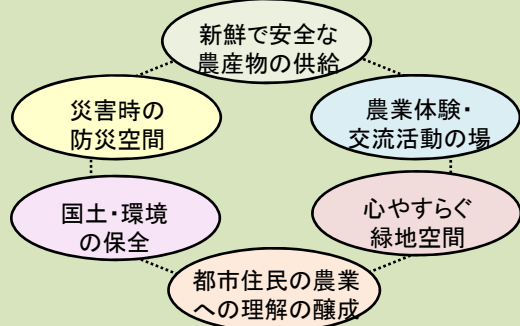 新鮮で安全な
農産物の供給
災害時の
防災空間
農業体験・
交流活動の場
国土・環境
の保全
心やすらぐ
緑地空間
都市住民の農業
への理解の醸成